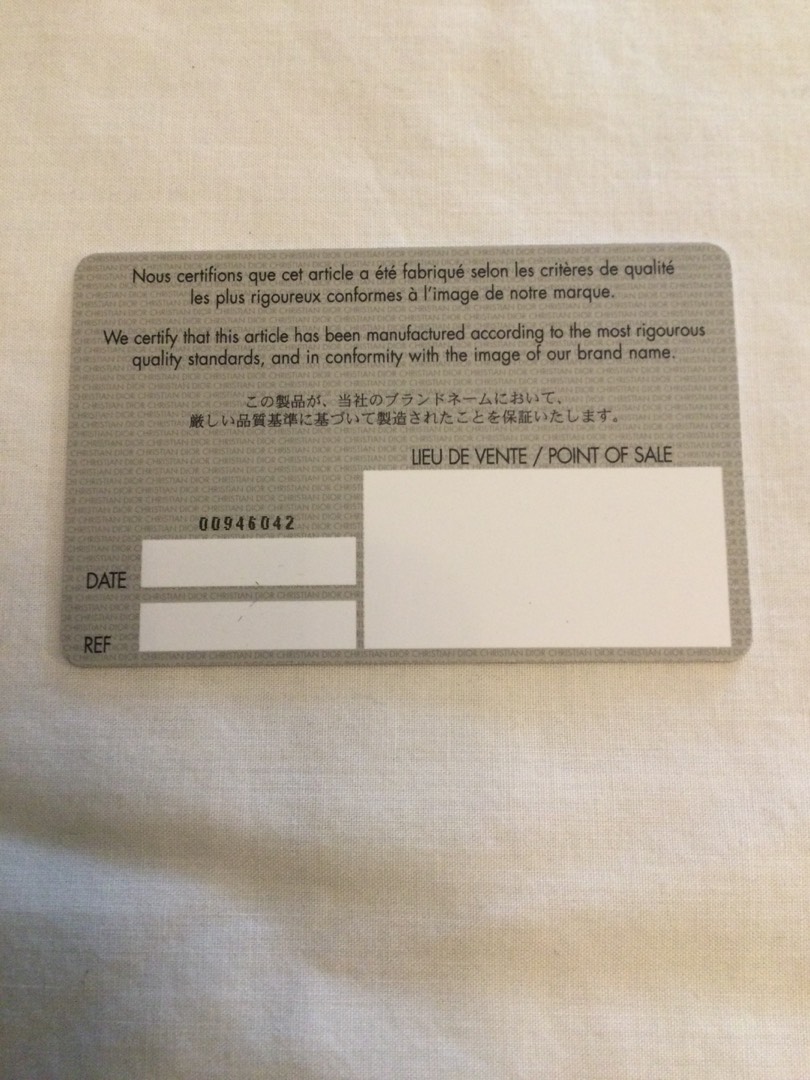 Nous certifions que cet article a été fabriqué selon les critères de qualité
les plus rigoureux conformes à l'image de notre marque.
We certify that this article has been manufactured according to the most rigourous
quality standards, and in conformity with the image of our brand name.
この製品が、当社のブランドネームにおいて、
厳しい品質基準に基づいて製造されたことを保証いたします。
LIEU DE VENTE / POINT OF SALE
00946042
DATE
REF
CHRISTIAN DIOR